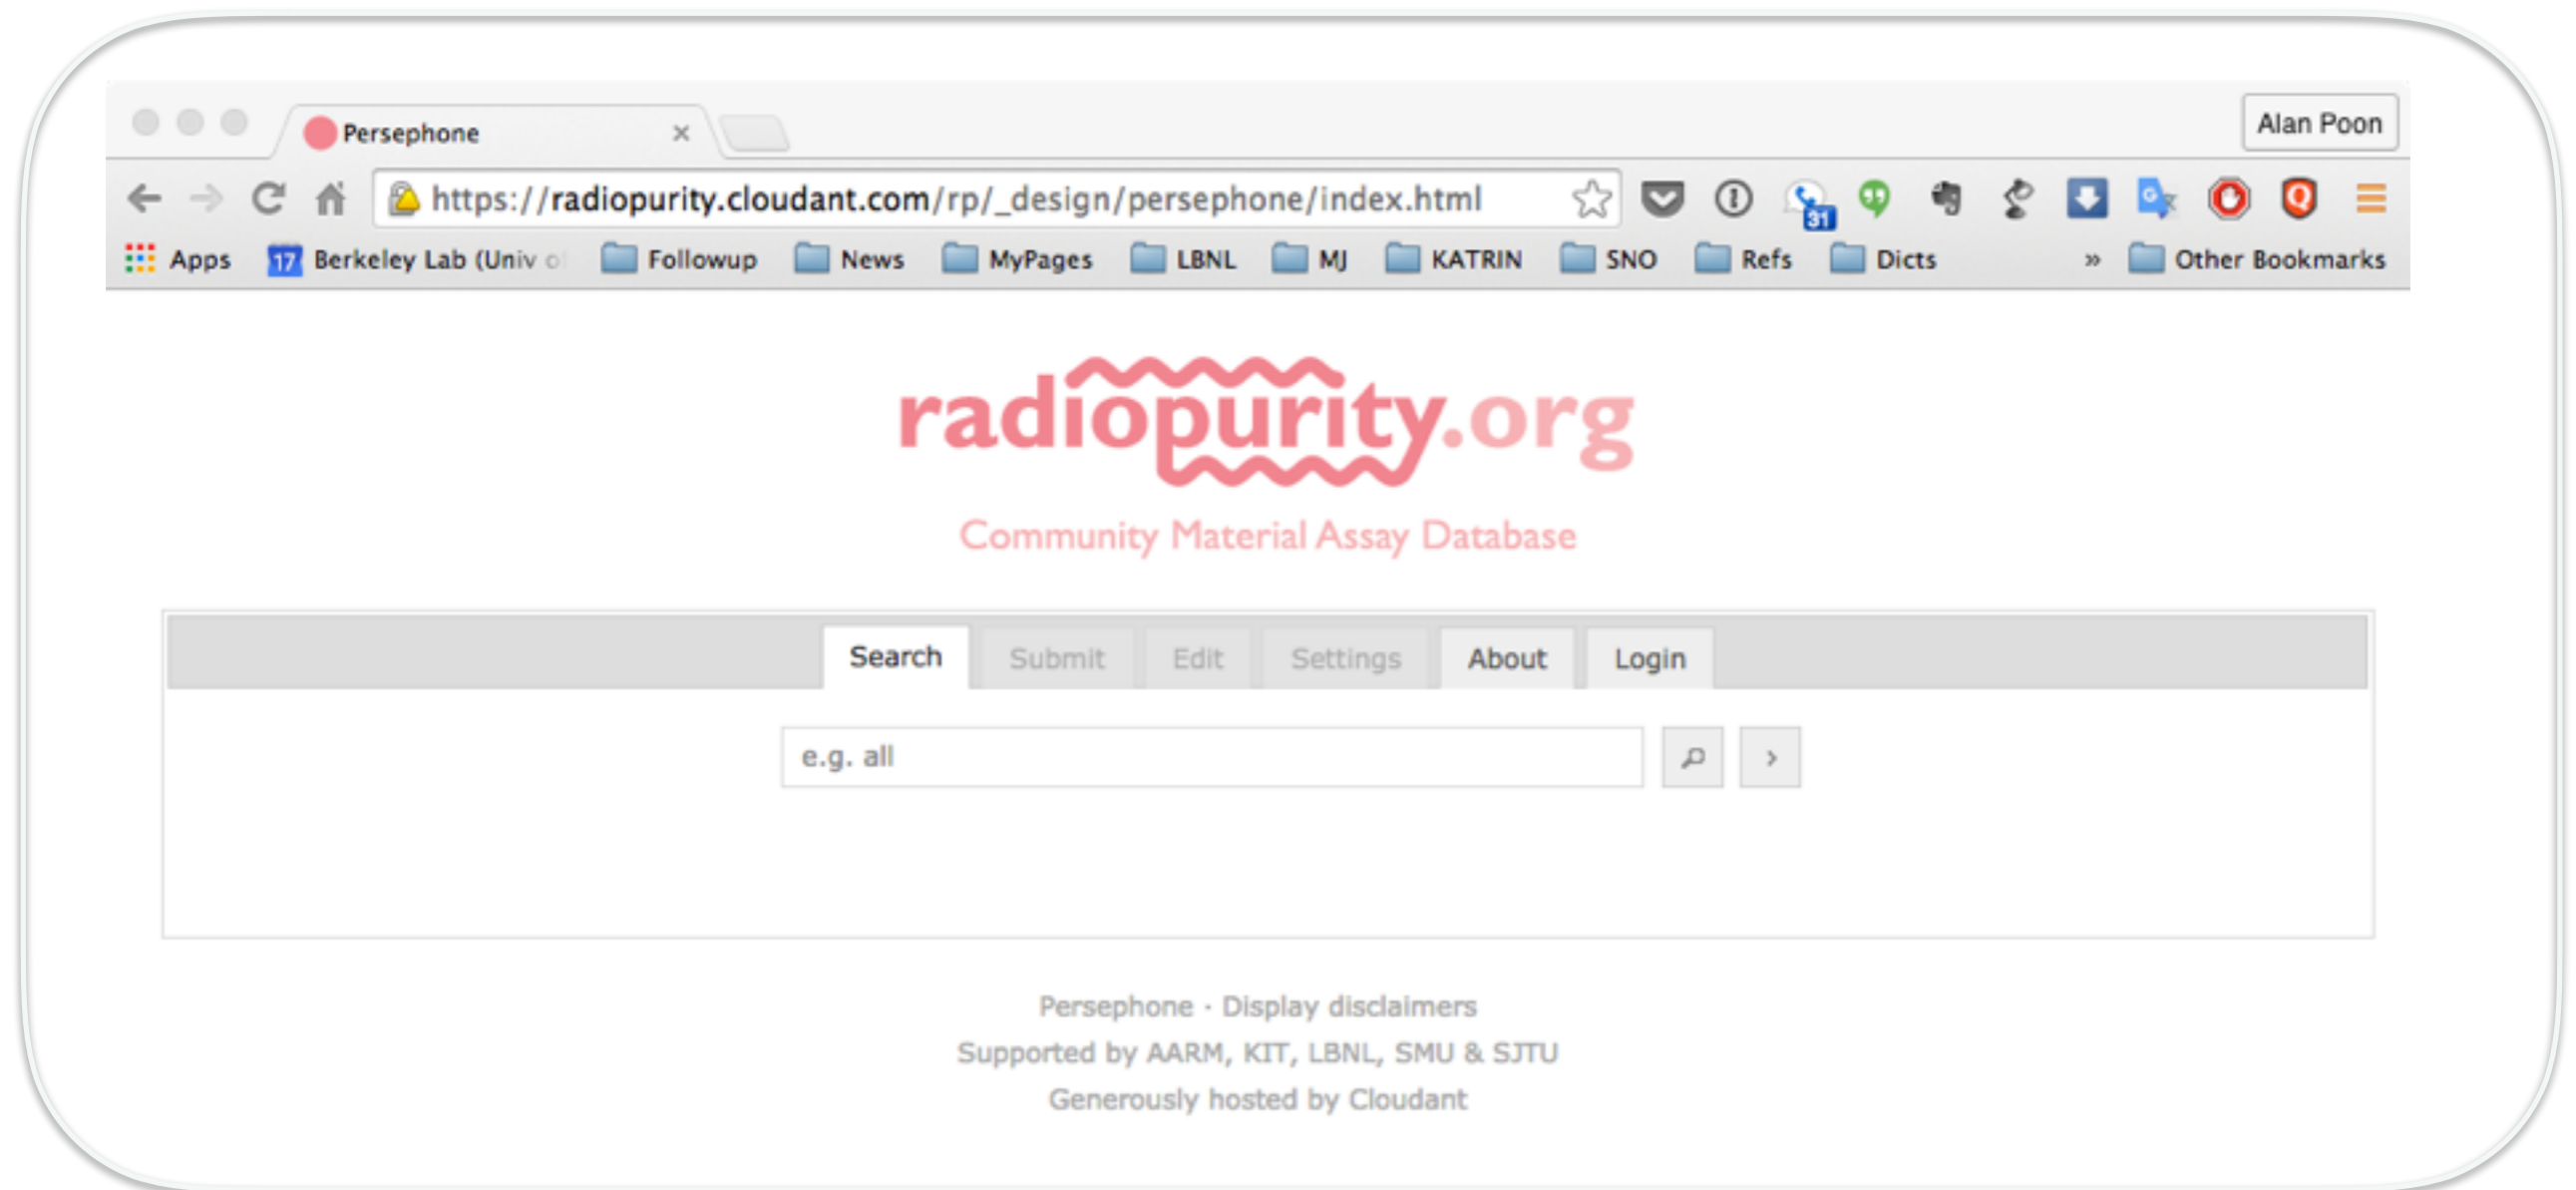 Persephone ×
Alan Poon
https://radiopurity.cloudant.com/rp/_design/persephone/index.html
31
Apps 17 Berkeley Lab (Univ o Followup News MyPages LBNL MJ KATRIN SNO Refs Dicts » Other Bookmarks
radiopurity.org
Community Material Assay Database
Search Submit Edit Settings About Login
e.g. all
Persephone · Display disclaimers
Supported by AARM, KIT, LBNL, SMU & SJTU
Generously hosted by Cloudant